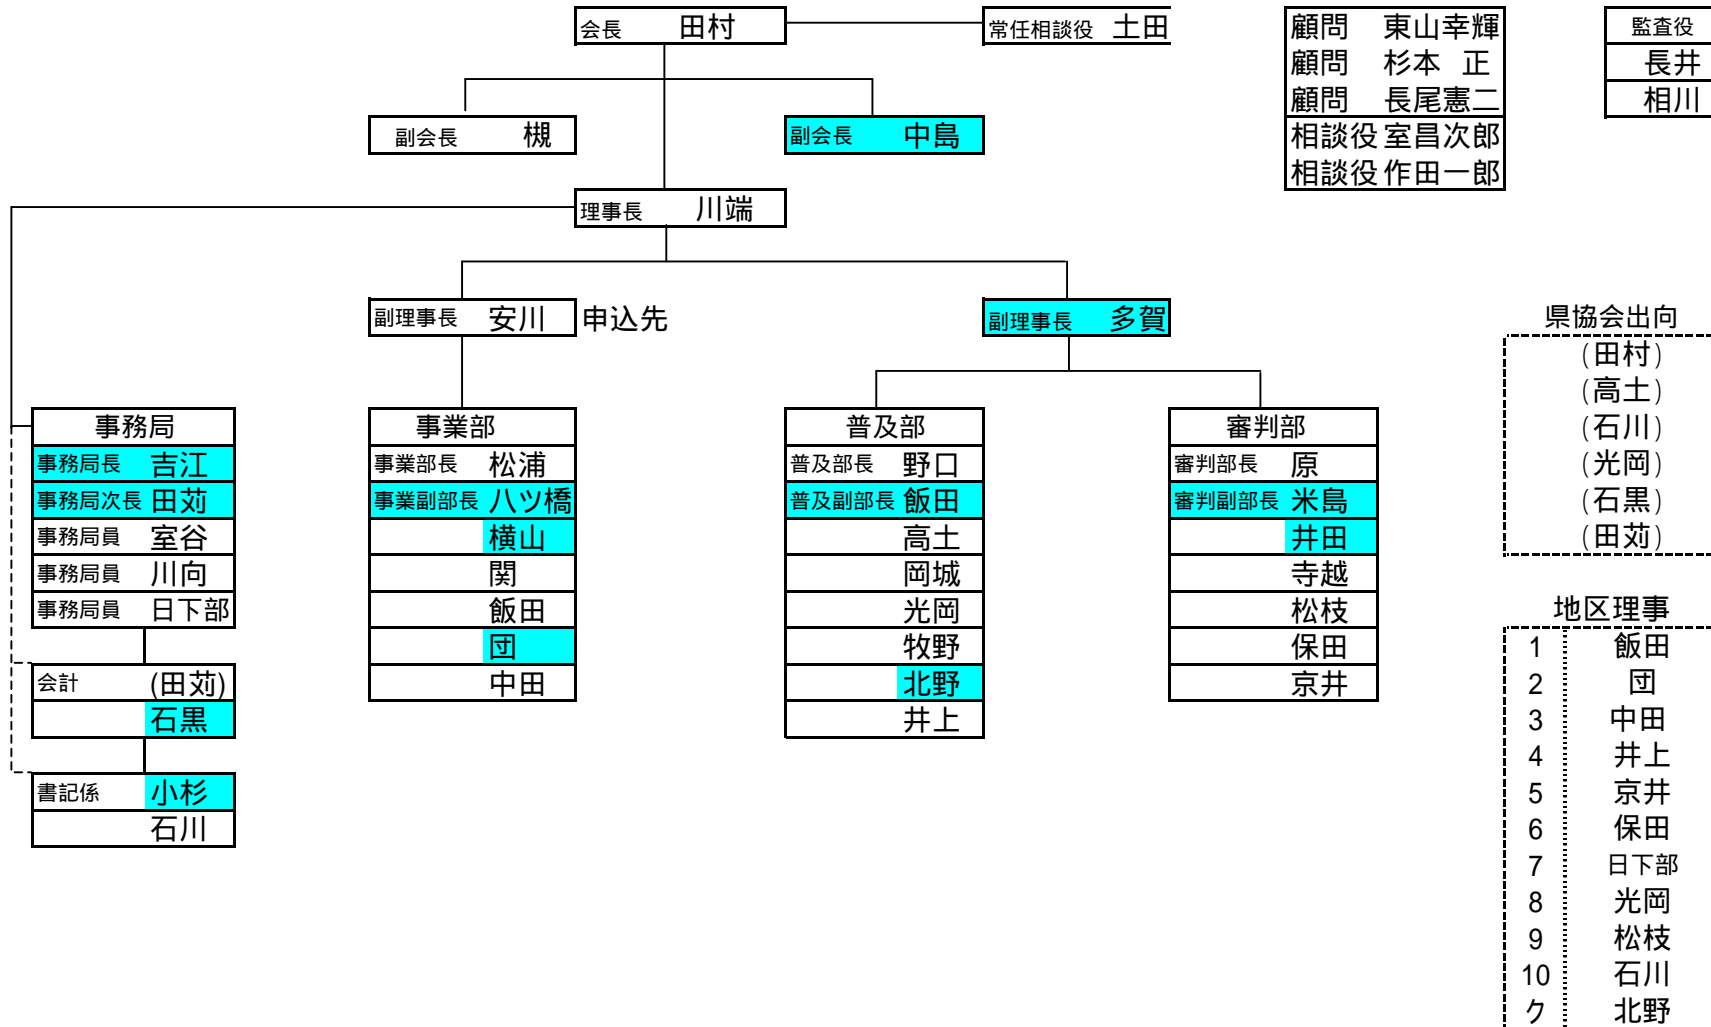 会長 田村
常任相談役 土田
顧問 東山幸輝
顧問 杉本 正
顧問 長尾憲二
相談役 室昌次郎
相談役 作田一郎
監査役
長井
相川
副会長 槻
副会長 中島
理事長 川端
副理事長 安川 申込先
副理事長 多賀
事務局
事務局長 吉江
事務局次長 田苅
事務局員 室谷
事務局員 川向
事務局員 日下部
会計 (田苅)
石黒
書記係 小杉
石川
事業部
事業部長 松浦
事業副部長 八ツ橋
横山
関
飯田
団
中田
普及部
普及部長 野口
普及副部長 飯田
高土
岡城
光岡
牧野
北野
井上
審判部
審判部長 原
審判副部長 米島
井田
寺越
松枝
保田
京井
県協会出向
(田村)
(高土)
(石川)
(光岡)
(石黒)
(田苅)
地区理事
1 飯田
2 団
3 中田
4 井上
5 京井
6 保田
7 日下部
8 光岡
9 松枝
10 石川
ク 北野